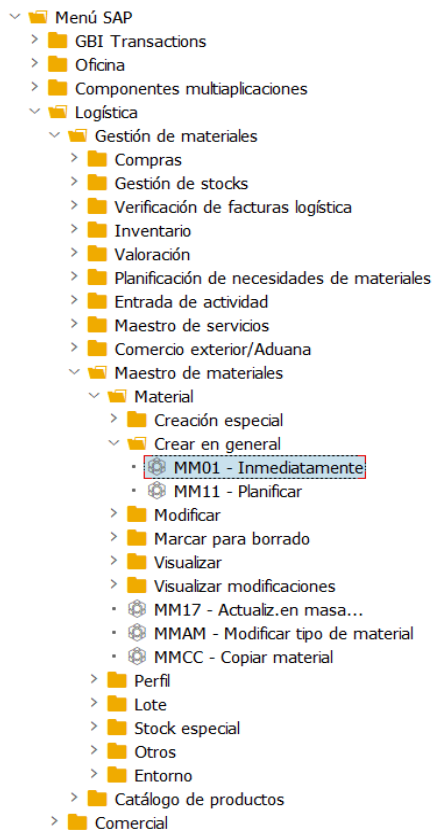 Menú SAP
GBI Transactions
Oficina
Componentes multiaplicaciones
Logística
Gestión de materiales
Compras
Gestión de stocks
Verificación de facturas logística
Inventario
Valoración
Planificación de necesidades de materiales
Entrada de actividad
Maestro de servicios
Comercio exterior/Aduana
Maestro de materiales
Material
Creación especial
Crear en general
MM01 - Inmediatamente
MM11 - Planificar
Modificar
Marcar para borrado
Visualizar
Visualizar modificaciones
MM17 - Actualiz.en masa...
MMAM - Modificar tipo de material
MMCC - Copiar material
Perfil
Lote
Stock especial
Otros
Entorno
Catálogo de productos
Comercial